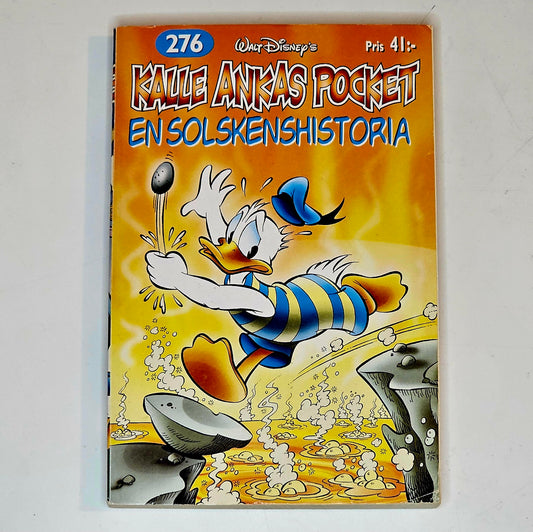 276
Walt Disney's
Pris 41:-
KALLE ANKAS POCKET
EN SOLSKENSHISTORIA